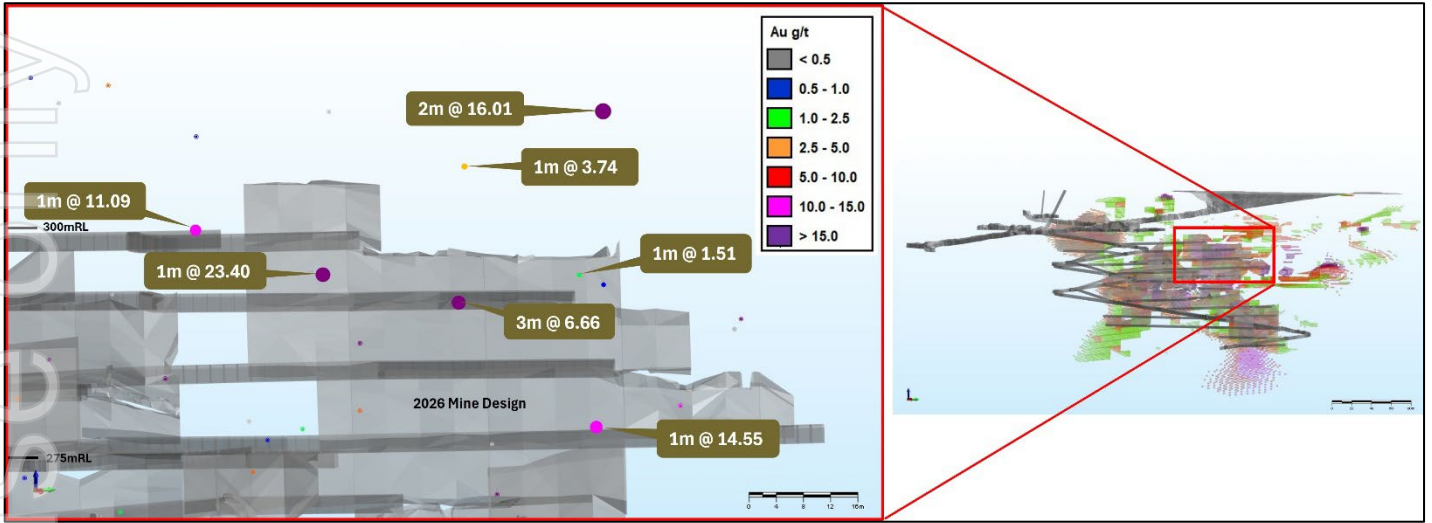 Au g/t
< 0.5
0.5 - 1.0
1.0 - 2.5
2.5 - 5.0
5.0 - 10.0
10.0 - 15.0
> 15.0
2m @ 16.01
1m @ 3.74
1m @ 11.09
300mRL
1m @ 23.40
1m @ 1.51
3m @ 6.66
2026 Mine Design
1m @ 14.55
275mRL
0 4 8 12 16m